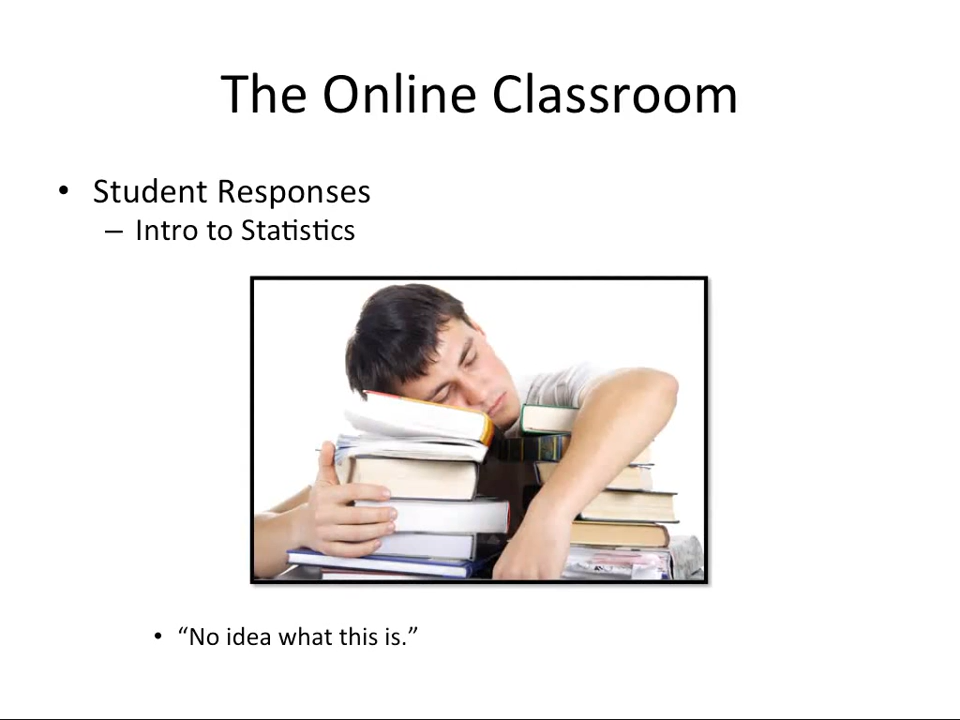 The Online Classroom
• Student Responses
– Intro to Statistics
• “No idea what this is.”